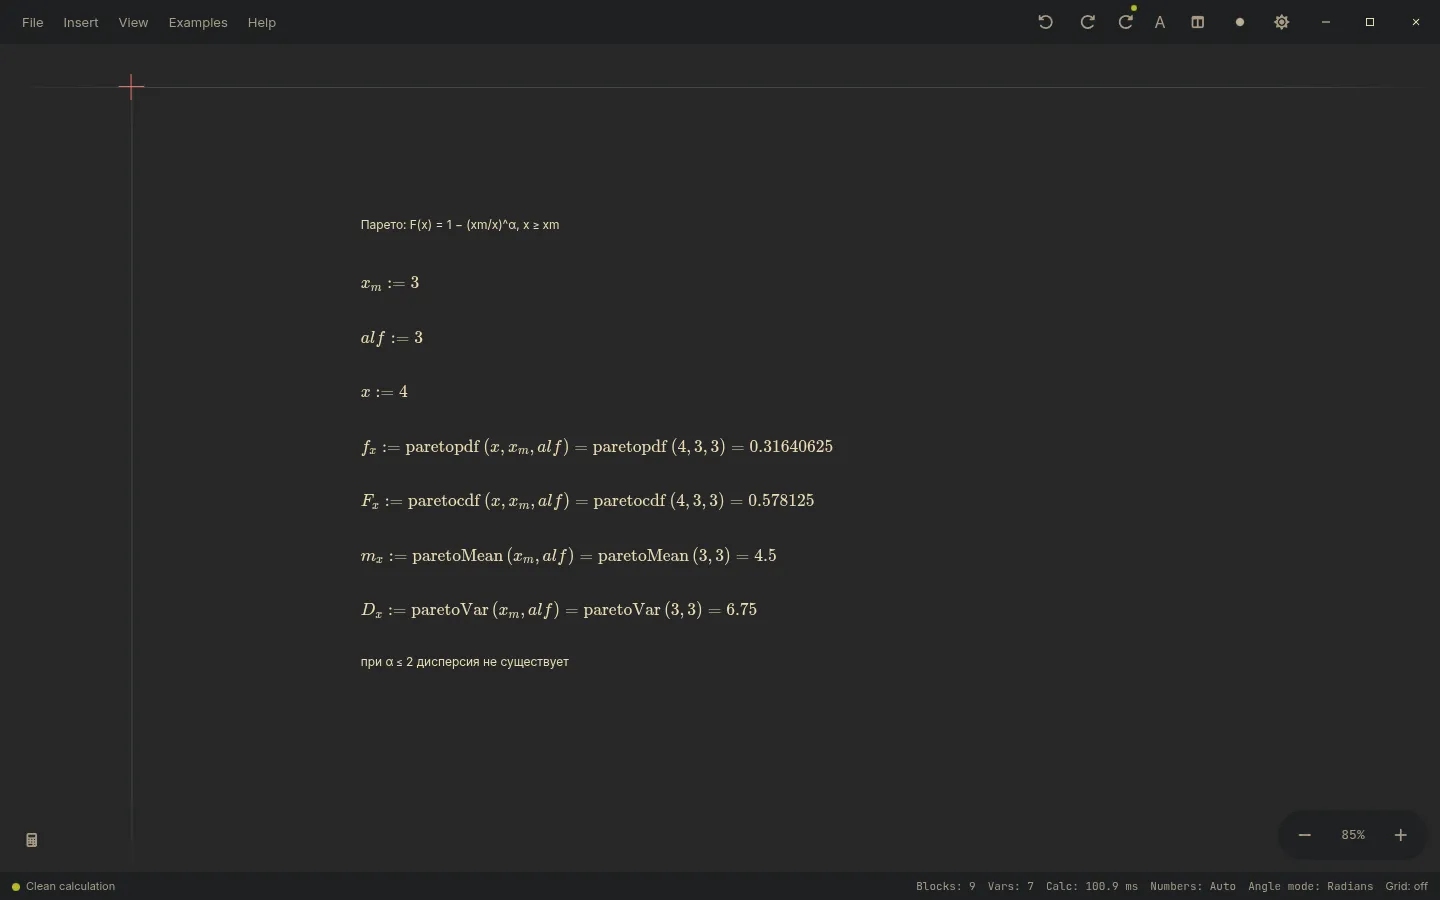 File Insert View Examples Help A
Парето: F(x) = 1 − (xm/x)^α, x ≥ xm
x_m := 3
alf := 3
x := 4
f_x := paretopdf (x, x_m, alf) = paretopdf (4, 3, 3) = 0.31640625
F_x := paretocdf (x, x_m, alf) = paretocdf (4, 3, 3) = 0.578125
m_x := paretoMean (x_m, alf) = paretoMean (3, 3) = 4.5
D_x := paretoVar (x_m, alf) = paretoVar (3, 3) = 6.75
при α ≤ 2 дисперсия не существует
85%
Clean calculation Blocks: 9 Vars: 7 Calc: 100.9 ms Numbers: Auto Angle mode: Radians Grid: off